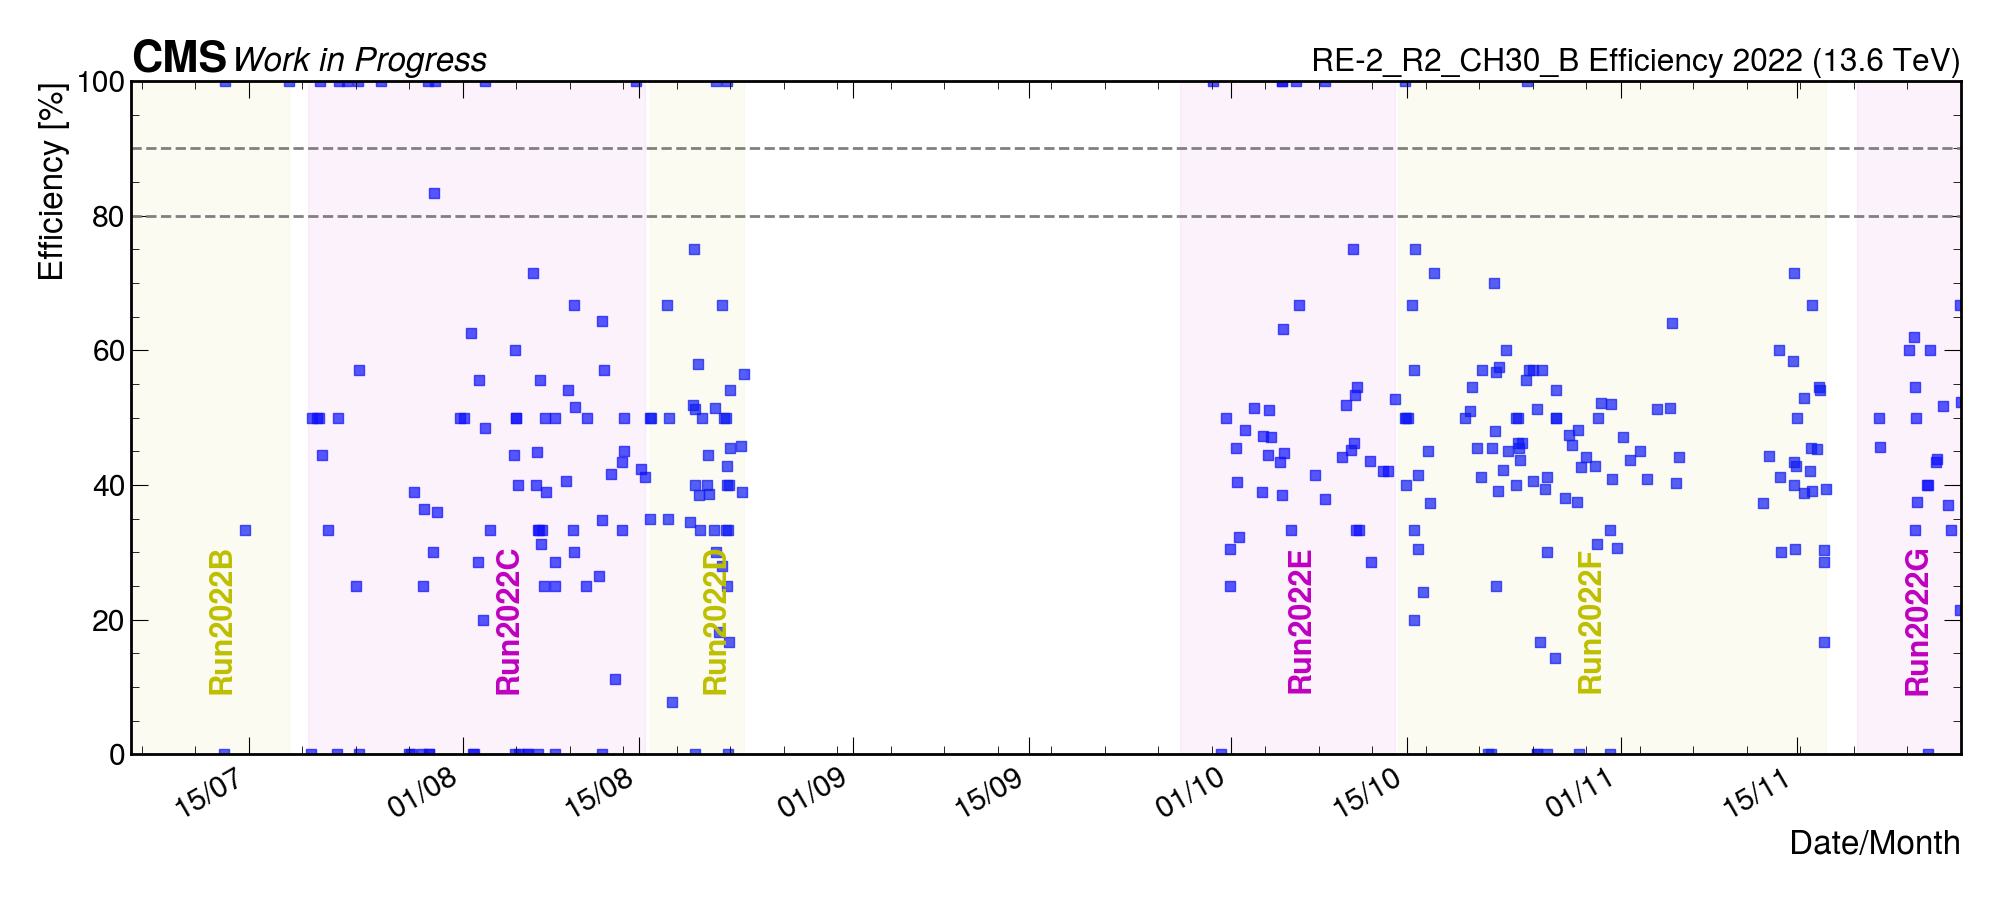 CMS Work in Progress
RE-2_R2_CH30_B Efficiency 2022 (13.6 TeV)
Efficiency [%]
100
80
60
40
20
0
Run2022B
Run2022C
Run2022D
Run2022E
Run2022F
Run2022G
15/07
01/08
15/08
01/09
15/09
01/10
15/10
01/11
15/11
Date/Month